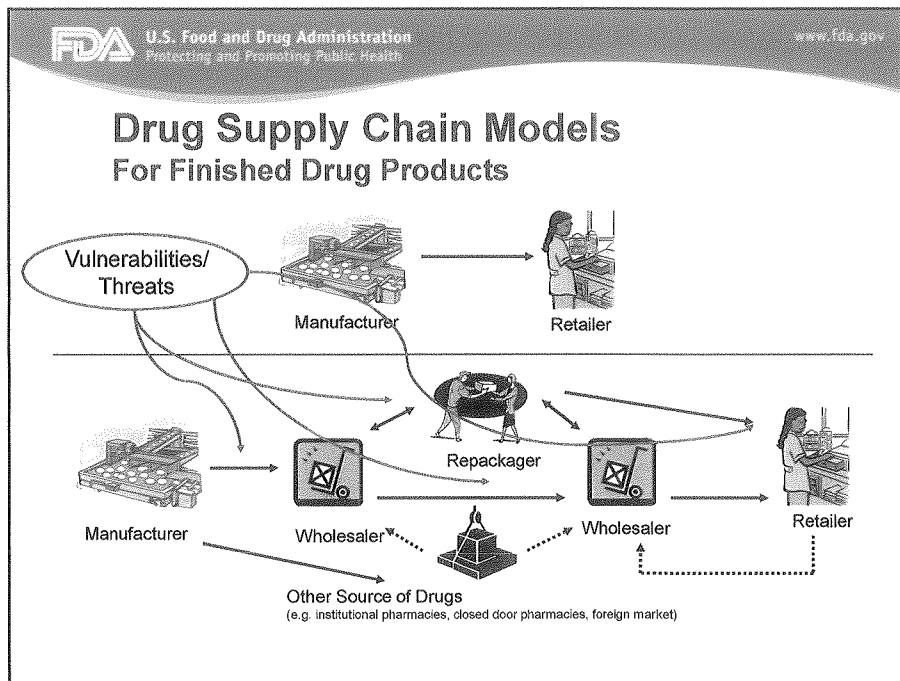 FDA U.S. Food and Drug Administration
Protecting and Promoting Public Health
www.fda.gov
Drug Supply Chain Models
For Finished Drug Products
Vulnerabilities/
Threats
Manufacturer
Retailer
Repackager
Manufacturer
Wholesaler
Wholesaler
Retailer
Other Source of Drugs
(e.g. institutional pharmacies, closed door pharmacies, foreign market)